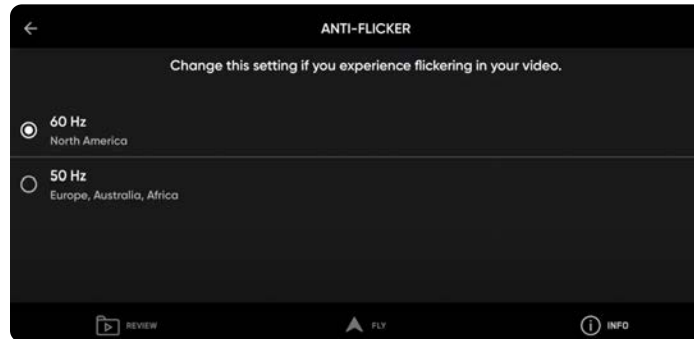 ANTI-FLICKER
Change this setting if you experience flickering in your video.
60 Hz
North America
50 Hz
Europe, Australia, Africa
REVIEW
FLY
INFO